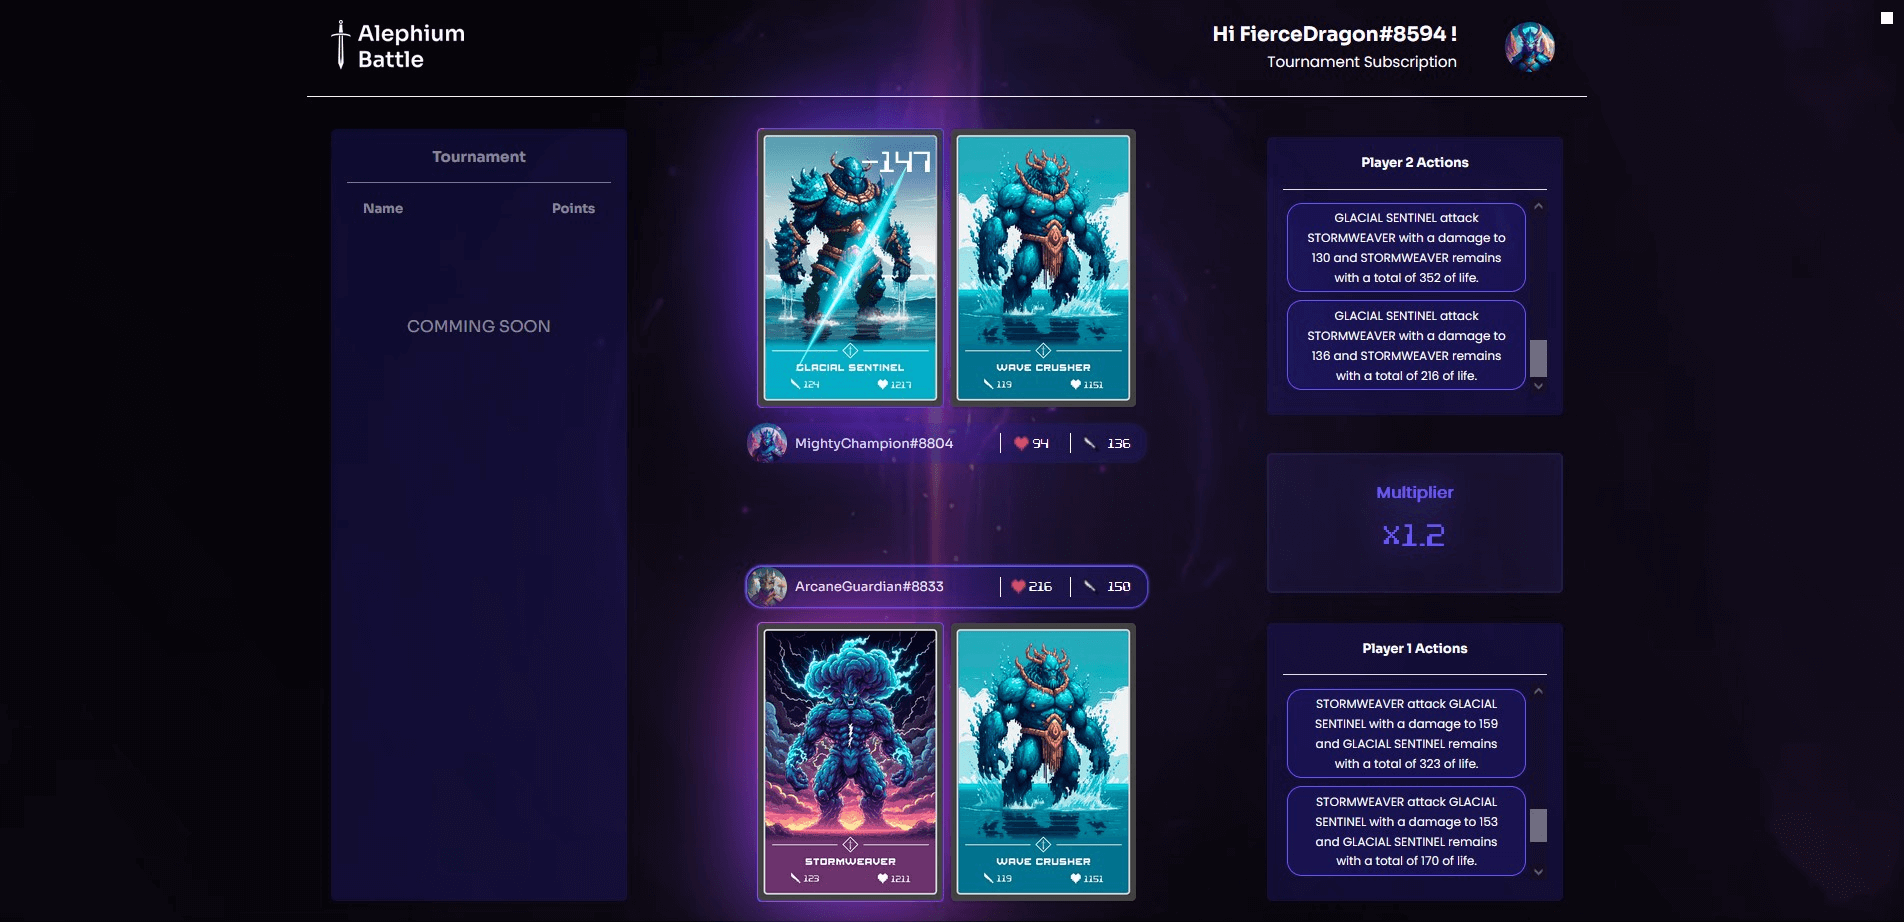 Alephium
Battle
Hi FierceDragon#8594 !
Tournament Subscription
Tournament
Name Points
COMMING SOON
-147
GLACIAL SENTINEL
124 1217
WAVE CRUSHER
119 1151
MightyChampion#8804 94 136
ArcaneGuardian#8833 216 150
STORMWEAVER
123 1211
WAVE CRUSHER
119 1151
Player 2 Actions
GLACIAL SENTINEL attack
STORMWEAVER with a damage to
130 and STORMWEAVER remains
with a total of 352 of life.
GLACIAL SENTINEL attack
STORMWEAVER with a damage to
136 and STORMWEAVER remains
with a total of 216 of life.
Multiplier
x1.2
Player 1 Actions
STORMWEAVER attack GLACIAL
SENTINEL with a damage to 159
and GLACIAL SENTINEL remains
with a total of 323 of life.
STORMWEAVER attack GLACIAL
SENTINEL with a damage to 153
and GLACIAL SENTINEL remains
with a total of 170 of life.